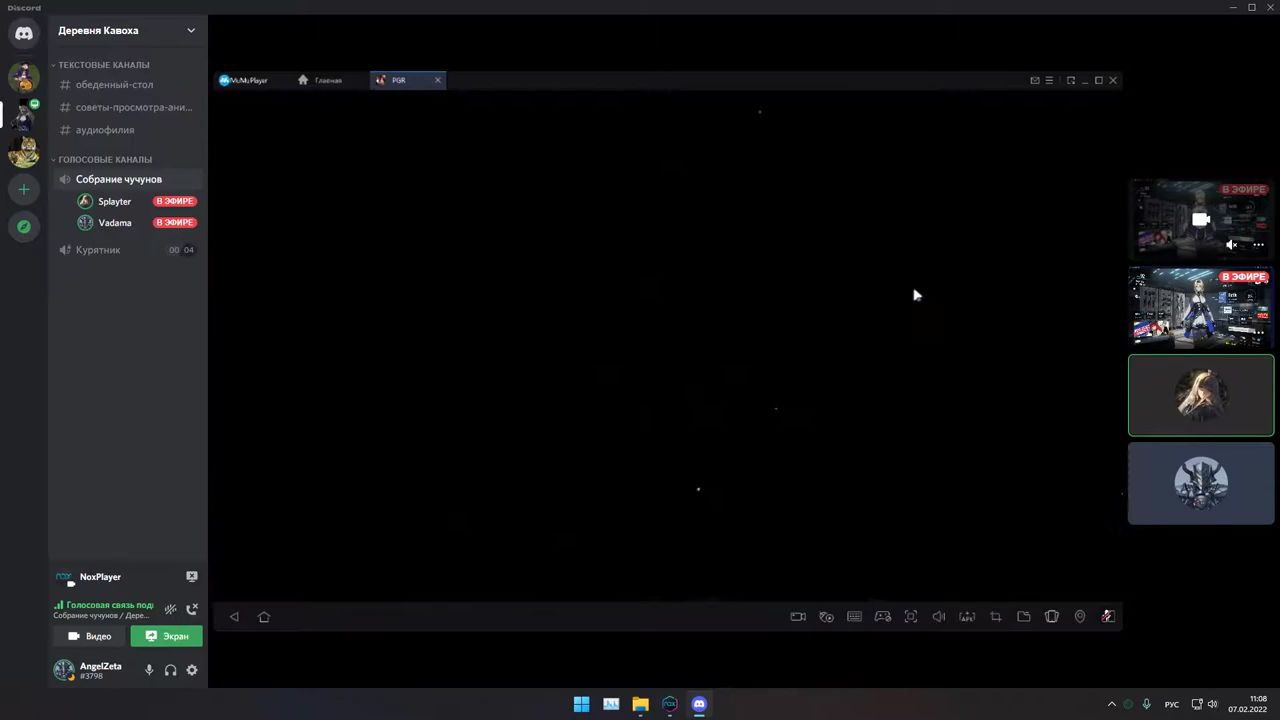 Discord
Деревня Кавоха
MuMuPlayer
Главная
PGR
ТЕКСТОВЫЕ КАНАЛЫ
обеденный-стол
советы-просмотра-ани...
аудиофилия
ГОЛОСОВЫЕ КАНАЛЫ
Собрание чучунов
Splayter
В ЭФИРЕ
Vadama
В ЭФИРЕ
Курятник
00 04
В ЭФИРЕ
В ЭФИРЕ
NoxPlayer
Голосовая связь подк
Собрание чучунов / Дере...
Видео
Экран
AngelZeta
#3798
nox
РУС
11:08
07.02.2022